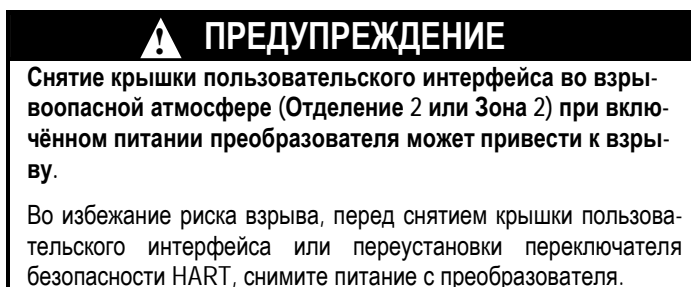 ПРЕДУПРЕЖДЕНИЕ
Снятие крышки пользовательского интерфейса во взры-
воопасной атмосфере (Отделение 2 или Зона 2) при вклю-
чённом питании преобразователя может привести к взры-
ву.
Во избежание риска взрыва, перед снятием крышки пользова-
тельского интерфейса или переустановки переключателя
безопасности HART, снимите питание с преобразователя.